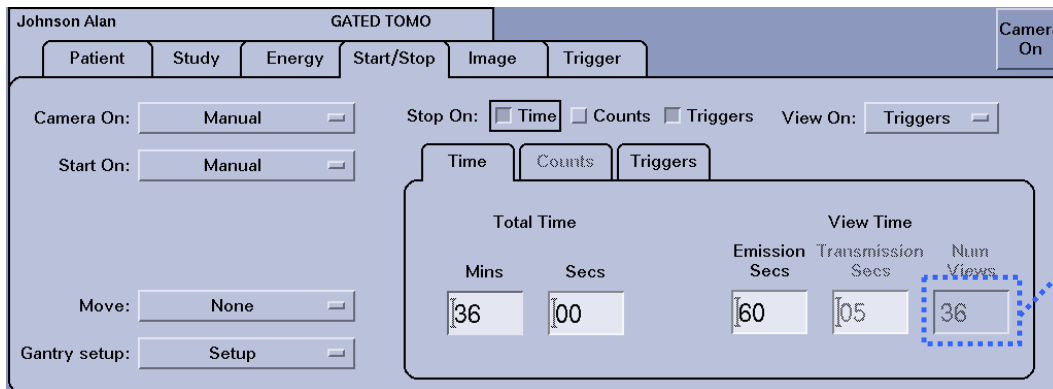 Johnson Alan GATED TOMO
Camera
On
Patient Study Energy Start/Stop Image Trigger
Camera On: Manual
Stop On: Time Counts Triggers View On: Triggers
Start On: Manual
Time Counts Triggers
Total Time View Time
Mins Secs Emission Secs Transmission Secs Num Views
36 00 60 05 36
Move: None
Gantry setup: Setup